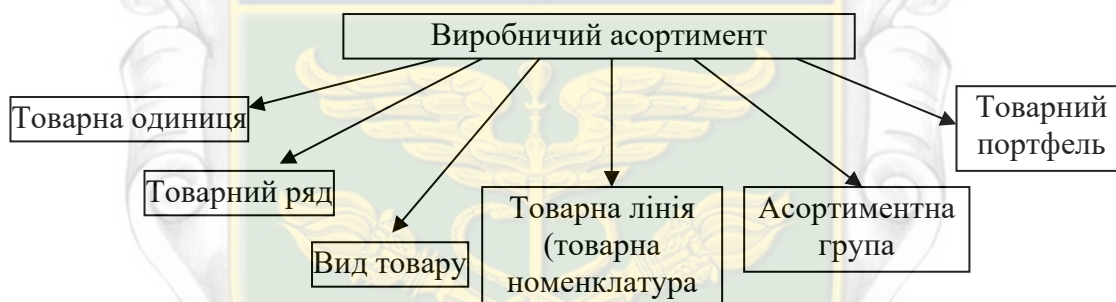 Виробничий асортимент
Товарна одиниця
Товарний ряд
Вид товару
Товарна лінія
(товарна
номенклатура
Асортиментна
група
Товарний
портфель